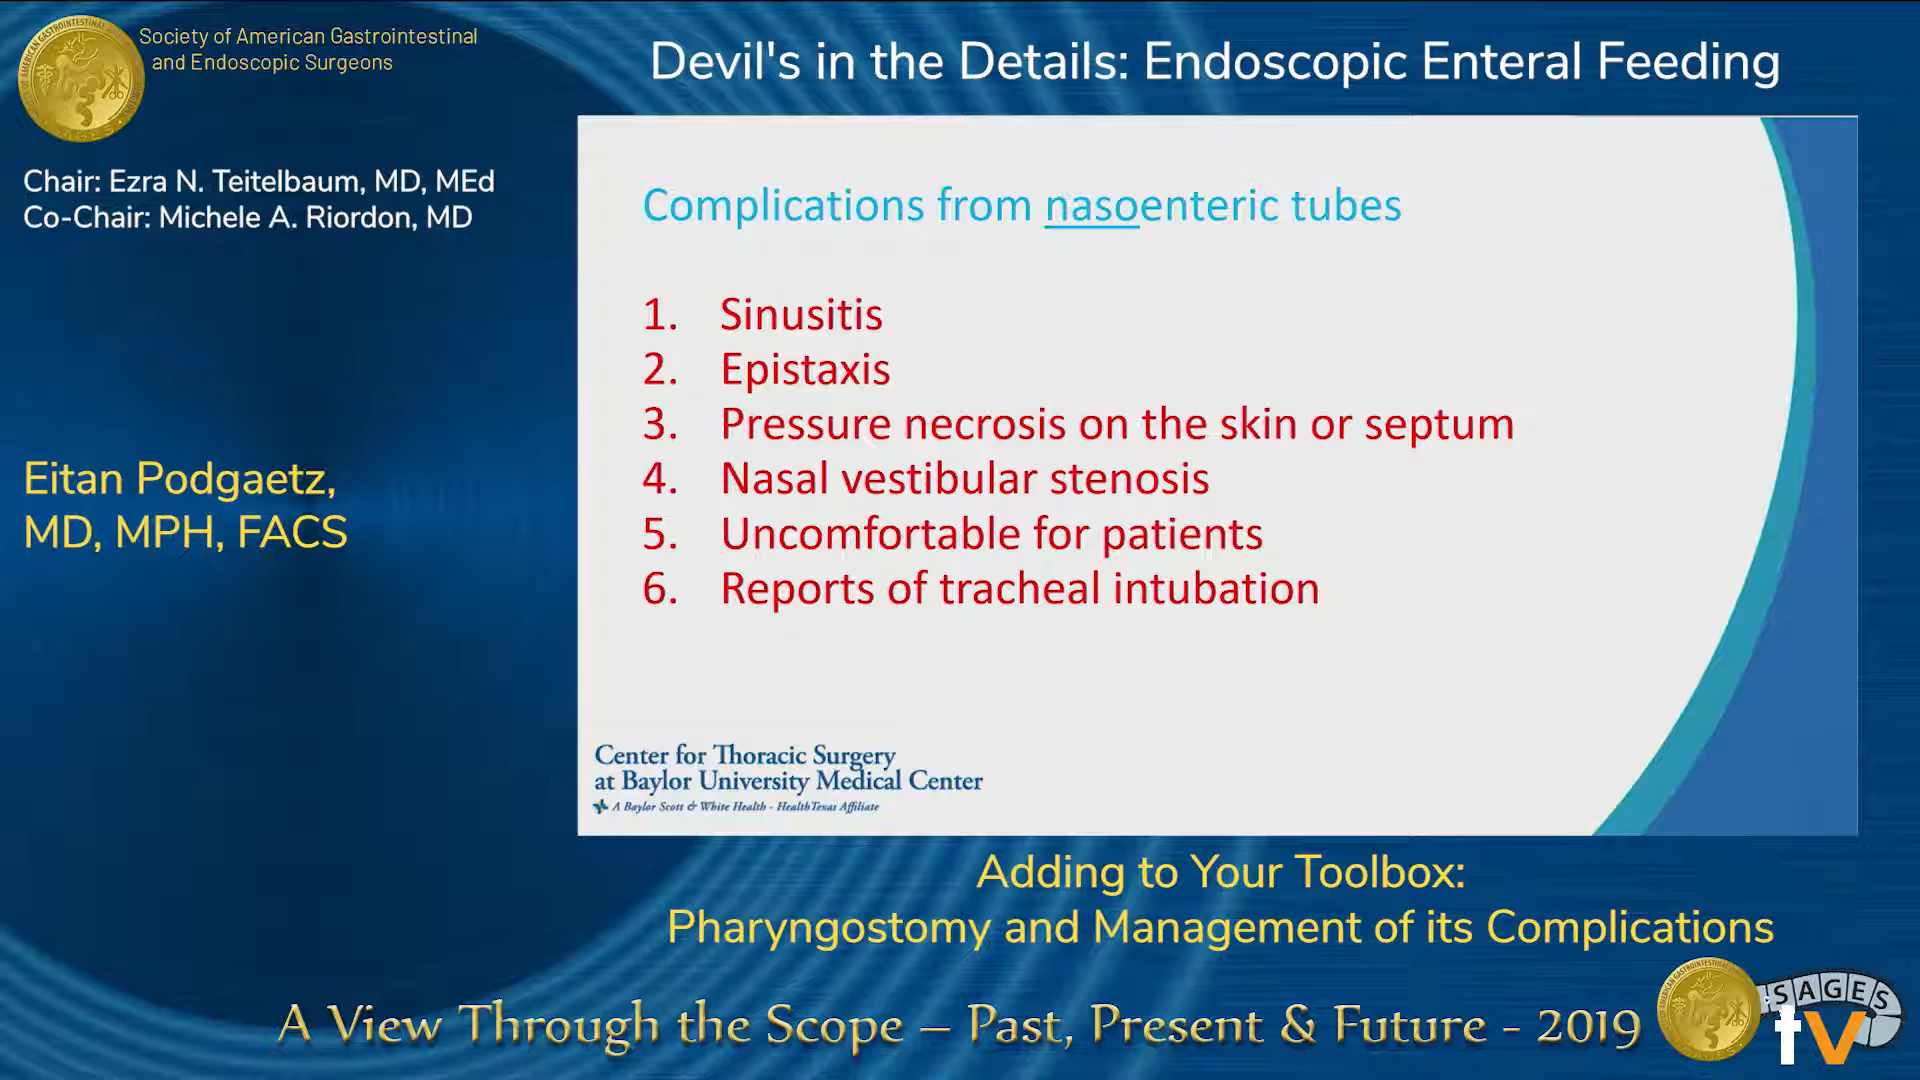 Society of American Gastrointestinal
and Endoscopic Surgeons
Devil's in the Details: Endoscopic Enteral Feeding
Chair: Ezra N. Teitelbaum, MD, MEd
Co-Chair: Michele A. Riordon, MD
Eitan Podgaetz,
MD, MPH, FACS
Complications from nasoenteric tubes
1. Sinusitis
2. Epistaxis
3. Pressure necrosis on the skin or septum
4. Nasal vestibular stenosis
5. Uncomfortable for patients
6. Reports of tracheal intubation
Center for Thoracic Surgery
at Baylor University Medical Center
A Baylor Scott & White Health - HealthTexas Affiliate
Adding to Your Toolbox:
Pharyngostomy and Management of its Complications
A View Through the Scope – Past, Present & Future - 2019
SAGES
tv